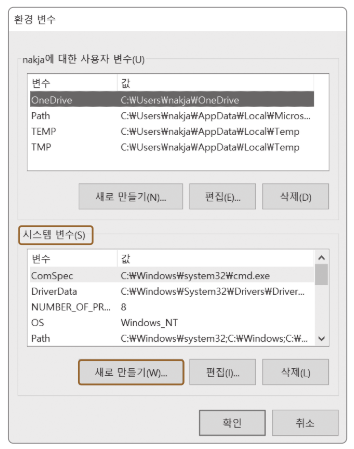 환경 변수
nakja에 대한 사용자 변수(U)
변수 값
OneDrive C:₩Users₩nakja₩OneDrive
Path C:₩Users₩nakja₩AppData₩Local₩Micros...
TEMP C:₩Users₩nakja₩AppData₩Local₩Temp
TMP C:₩Users₩nakja₩AppData₩Local₩Temp
새로 만들기(N)... 편집(E)... 삭제(D)
시스템 변수(S)
변수 값
ComSpec C:₩Windows₩system32₩cmd.exe
DriverData C:₩Windows₩System32₩Drivers₩Driver...
NUMBER_OF_PR... 8
OS Windows_NT
Path C:₩Windows₩system32;C:₩Windows;C:₩...
새로 만들기(W)... 편집(I)... 삭제(L)
확인 취소